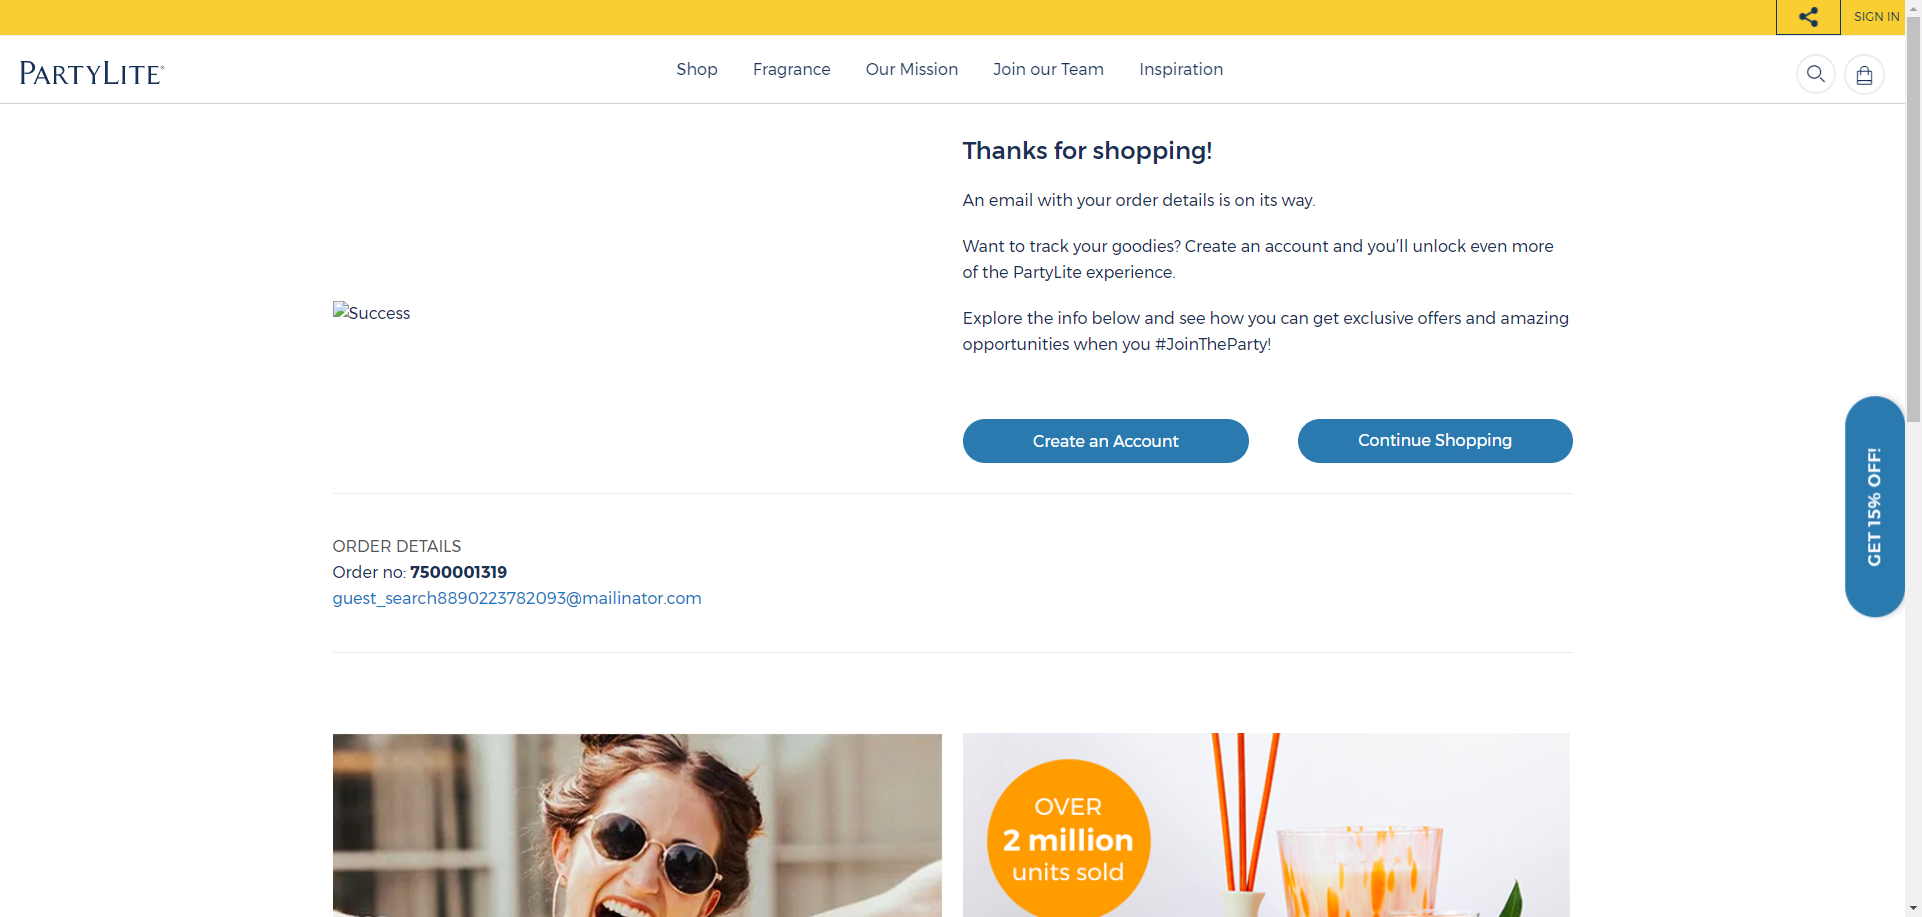 SIGN IN
PARTYLITE®
Shop
Fragrance
Our Mission
Join our Team
Inspiration
Thanks for shopping!
An email with your order details is on its way.
Want to track your goodies? Create an account and you'll unlock even more
of the PartyLite experience.
Explore the info below and see how you can get exclusive offers and amazing
opportunities when you #JoinTheParty!
Success
Create an Account
Continue Shopping
GET 15% OFF!
ORDER DETAILS
Order no: 7500001319
guest_search8890223782093@mailinator.com
OVER
2 million
units sold